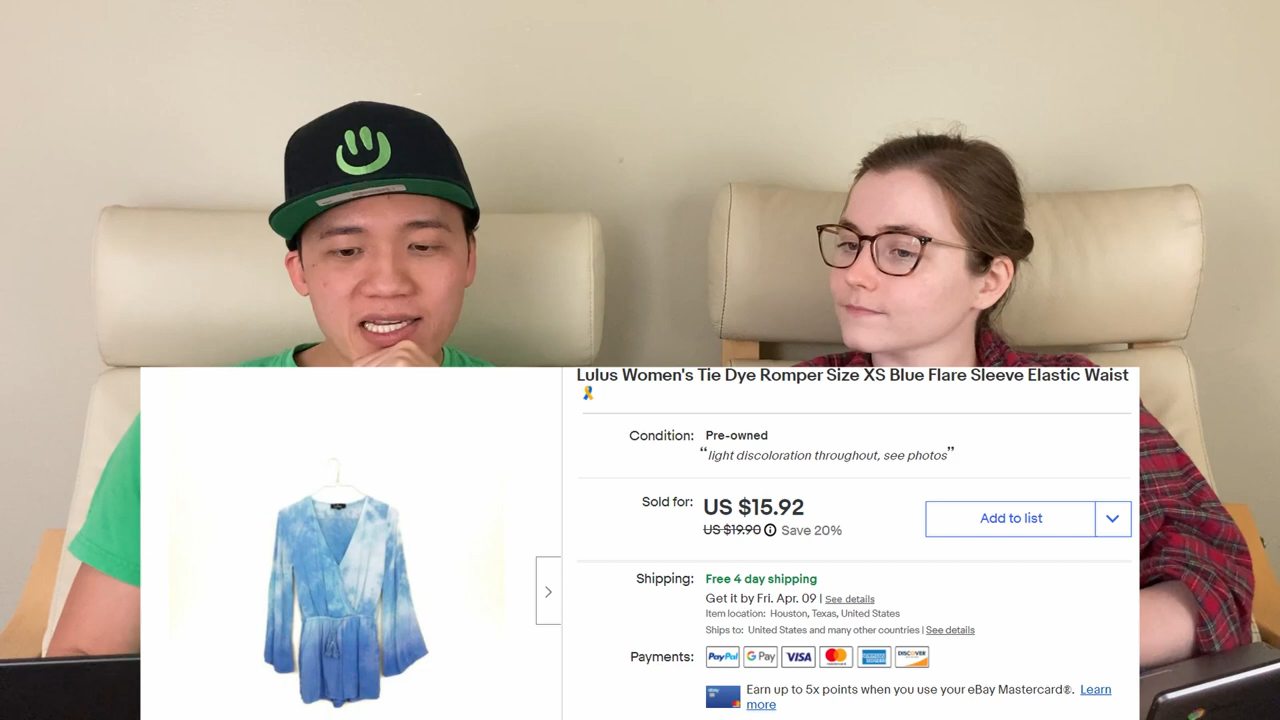 Lulus Women's Tie Dye Romper Size XS Blue Flare Sleeve Elastic Waist
Condition: Pre-owned
“light discoloration throughout, see photos”
Sold for: US $15.92
US $19.90 Save 20%
Add to list
Shipping: Free 4 day shipping
Get it by Fri. Apr. 09 | See details
Item location: Houston, Texas, United States
Ships to: United States and many other countries | See details
Payments: PayPal G Pay VISA mastercard AMERICAN EXPRESS DISCOVER
Earn up to 5x points when you use your eBay Mastercard®. Learn
more